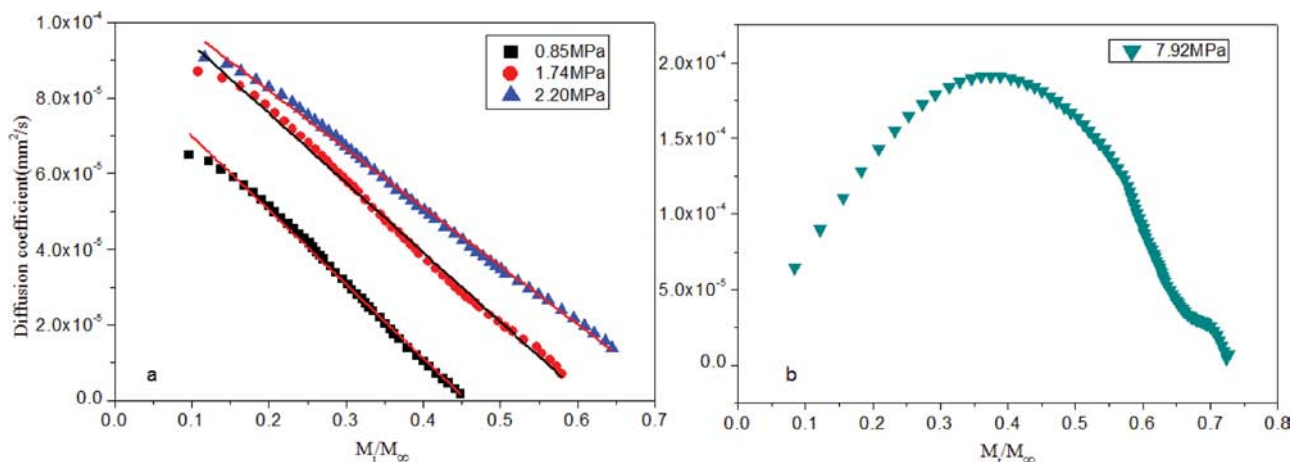 1.0x10⁻⁴
8.0x10⁻⁵
6.0x10⁻⁵
4.0x10⁻⁵
2.0x10⁻⁵
0.0
Diffusion coefficient(mm²/s)
0.85MPa
1.74MPa
2.20MPa
a
0.0 0.1 0.2 0.3 0.4 0.5 0.6 0.7
Mₜ/M∞
2.0x10⁻⁴
1.5x10⁻⁴
1.0x10⁻⁴
5.0x10⁻⁵
0.0
7.92MPa
b
0.0 0.1 0.2 0.3 0.4 0.5 0.6 0.7 0.8
Mₜ/M∞